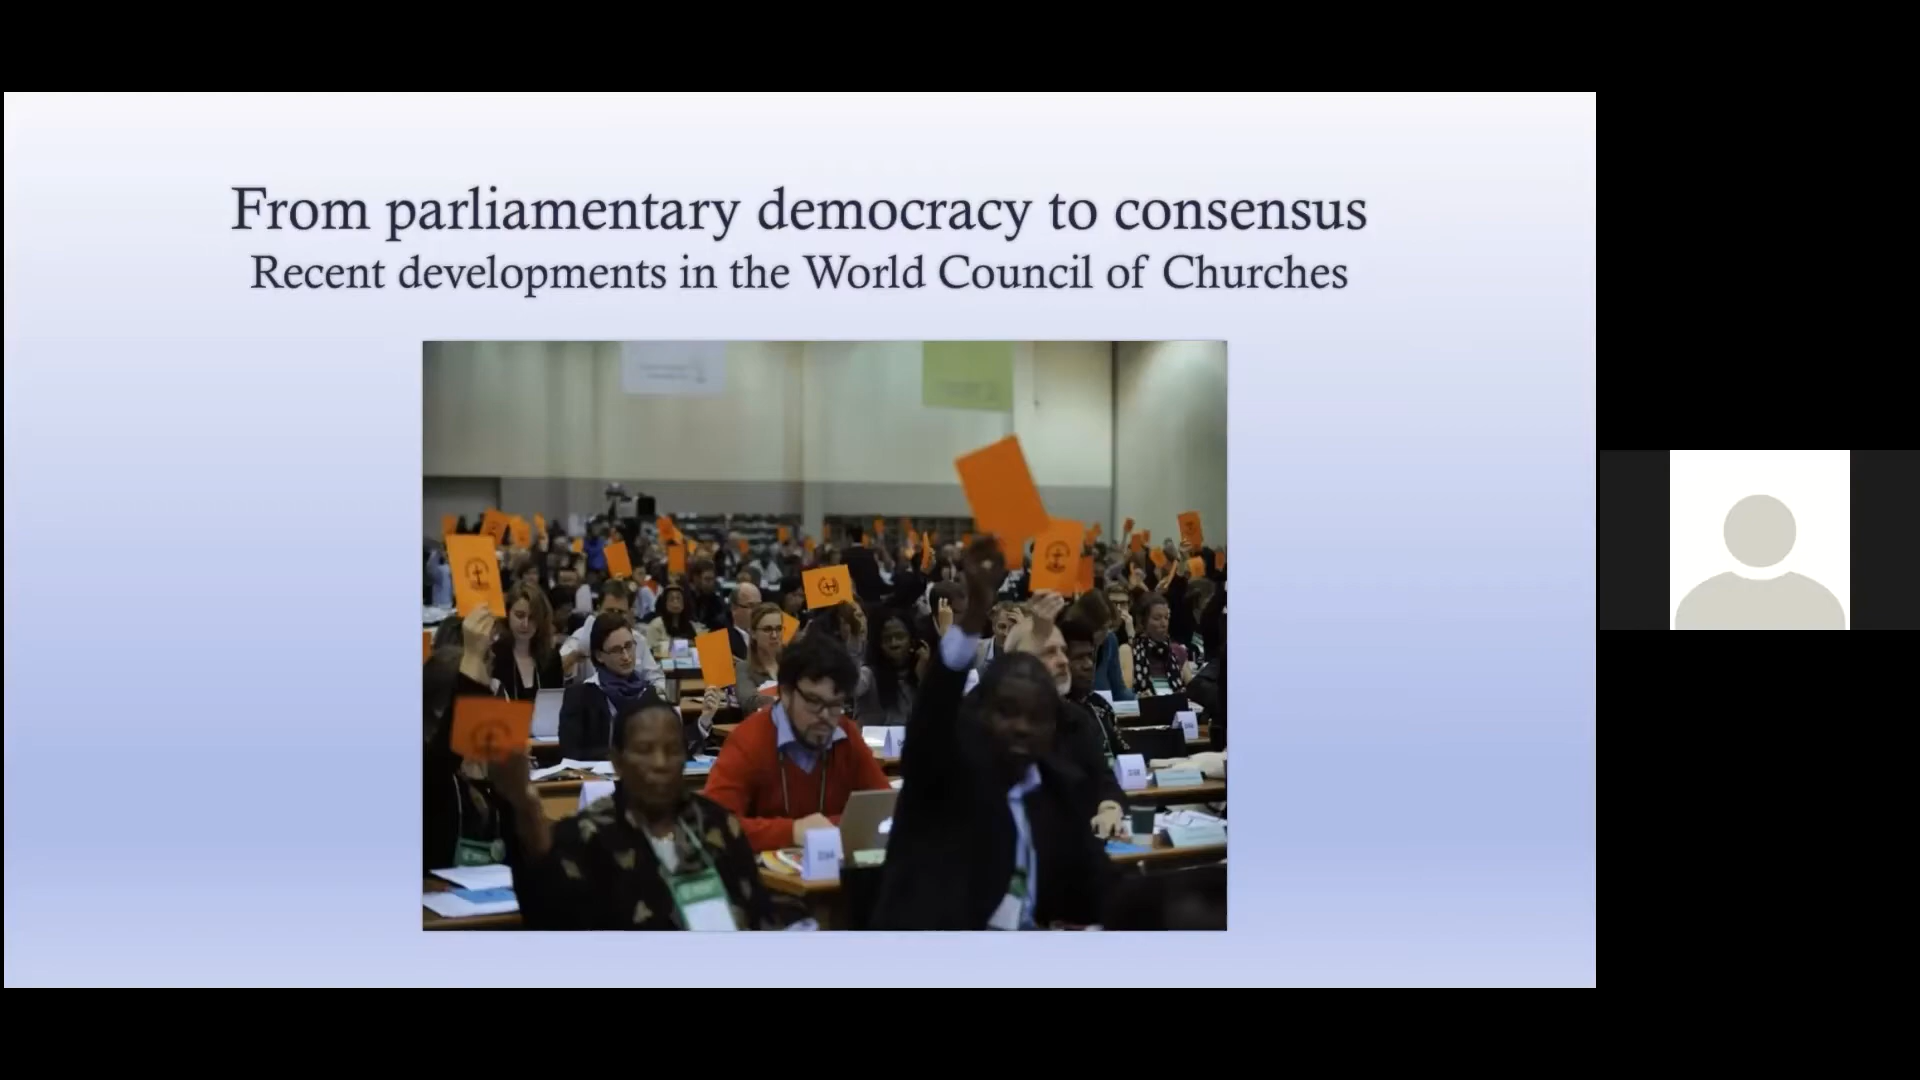 From parliamentary democracy to consensus
Recent developments in the World Council of Churches